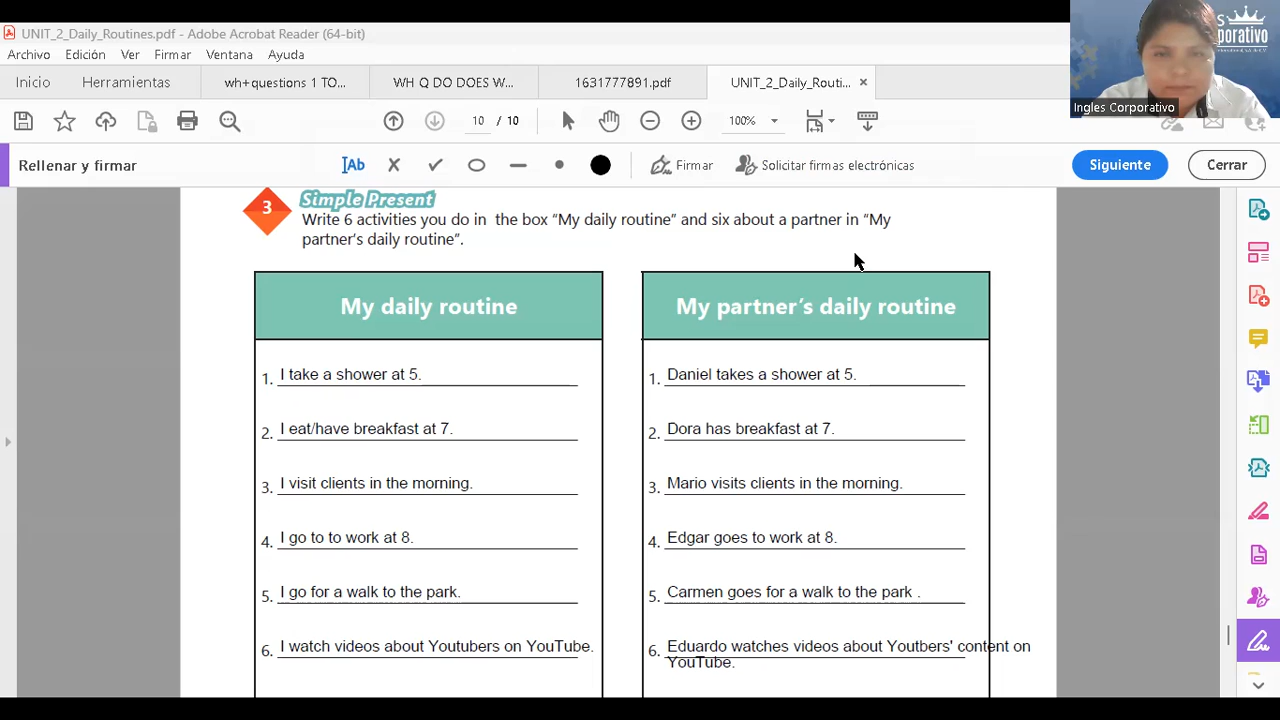 UNIT_2_Daily_Routines.pdf - Adobe Acrobat Reader (64-bit)
Archivo Edición Ver Firmar Ventana Ayuda
Inicio Herramientas wh+questions 1 TO... WH Q DO DOES W... 1631777891.pdf UNIT_2_Daily_Routi... ×
10 / 10 100%
Rellenar y firmar IAb Firmar Solicitar firmas electrónicas Siguiente Cerrar
S
porativo
Ingles Corporativo
3 Simple Present
Write 6 activities you do in the box “My daily routine” and six about a partner in “My
partner’s daily routine”.
My daily routine
1. I take a shower at 5.
2. I eat/have breakfast at 7.
3. I visit clients in the morning.
4. I go to to work at 8.
5. I go for a walk to the park.
6. I watch videos about Youtubers on YouTube.
My partner’s daily routine
1. Daniel takes a shower at 5.
2. Dora has breakfast at 7.
3. Mario visits clients in the morning.
4. Edgar goes to work at 8.
5. Carmen goes for a walk to the park .
6. Eduardo watches videos about Youtbers' content on
YouTube.